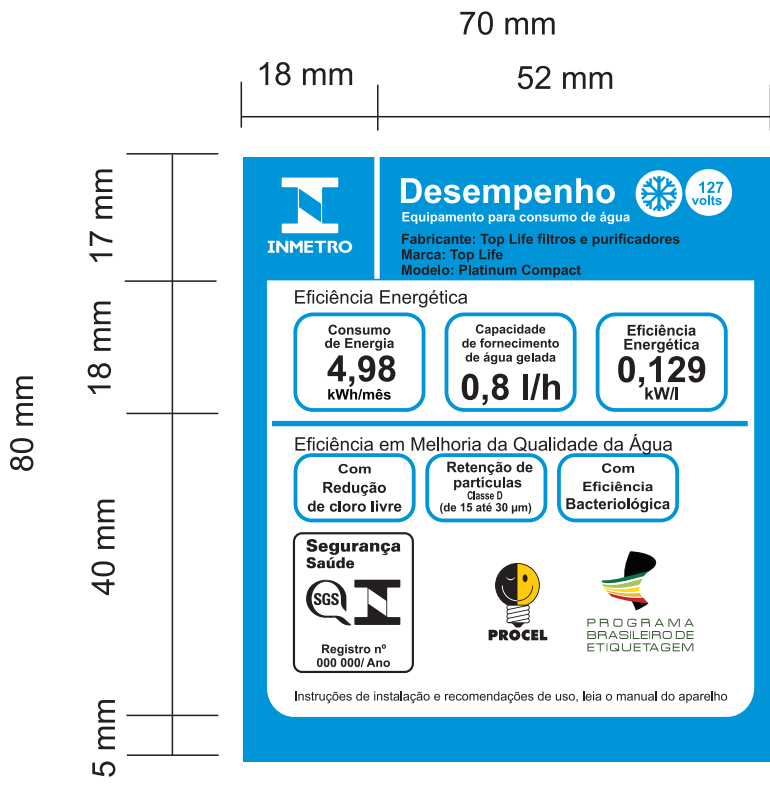 70 mm
18 mm
52 mm
17 mm
18 mm
80 mm
40 mm
5 mm
INMETRO
Desempenho
Equipamento para consumo de água
127
volts
Fabricante: Top Life filtros e purificadores
Marca: Top Life
Modelo: Platinum Compact
Eficiência Energética
Consumo
de Energia
4,98
kWh/mês
Capacidade
de fornecimento
de água gelada
0,8 l/h
Eficiência
Energética
0,129
kW/l
Eficiência em Melhoria da Qualidade da Água
Com
Redução
de cloro livre
Retenção de
partículas
Classe D
(de 15 até 30 µm)
Com
Eficiência
Bacteriológica
Segurança
Saúde
SGS
Registro nº
000 000/ Ano
PROCEL
PROGRAMA
BRASILEIRO DE
ETIQUETAGEM
Instruções de instalação e recomendações de uso, leia o manual do aparelho